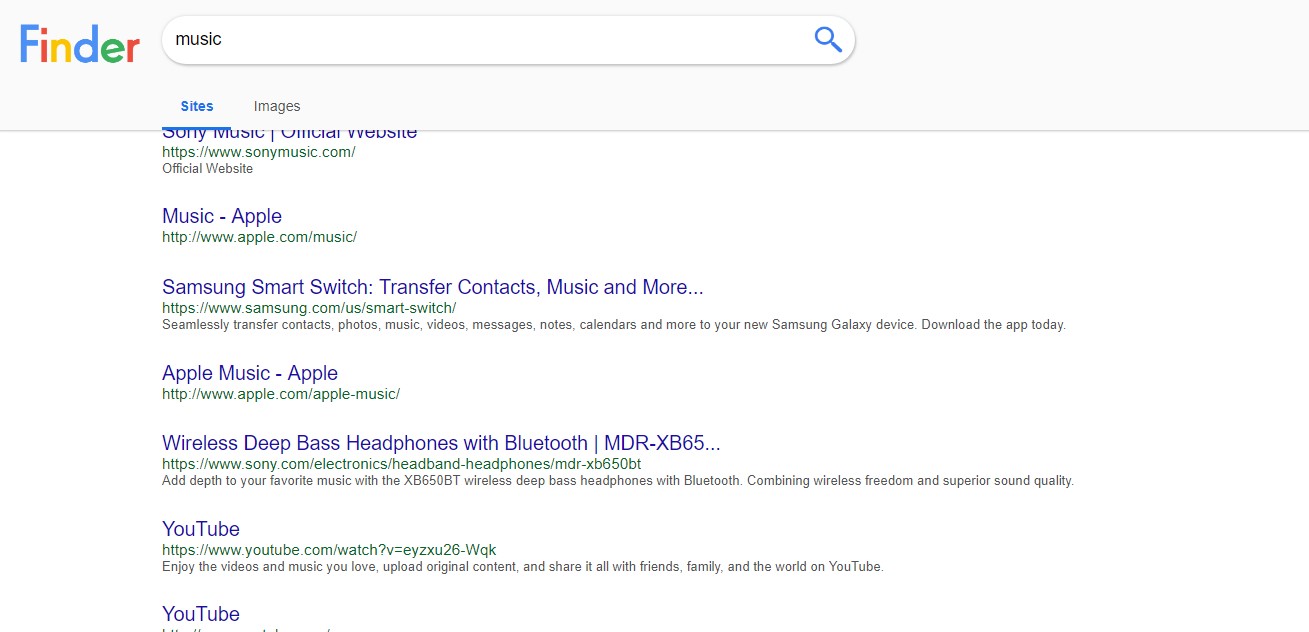 Finder
music
Sites Images
Sony Music | Official Website
https://www.sonymusic.com/
Official Website
Music - Apple
http://www.apple.com/music/
Samsung Smart Switch: Transfer Contacts, Music and More...
https://www.samsung.com/us/smart-switch/
Seamlessly transfer contacts, photos, music, videos, messages, notes, calendars and more to your new Samsung Galaxy device. Download the app today.
Apple Music - Apple
http://www.apple.com/apple-music/
Wireless Deep Bass Headphones with Bluetooth | MDR-XB65...
https://www.sony.com/electronics/headband-headphones/mdr-xb650bt
Add depth to your favorite music with the XB650BT wireless deep bass headphones with Bluetooth. Combining wireless freedom and superior sound quality.
YouTube
https://www.youtube.com/watch?v=eyzxu26-Wqk
Enjoy the videos and music you love, upload original content, and share it all with friends, family, and the world on YouTube.
YouTube